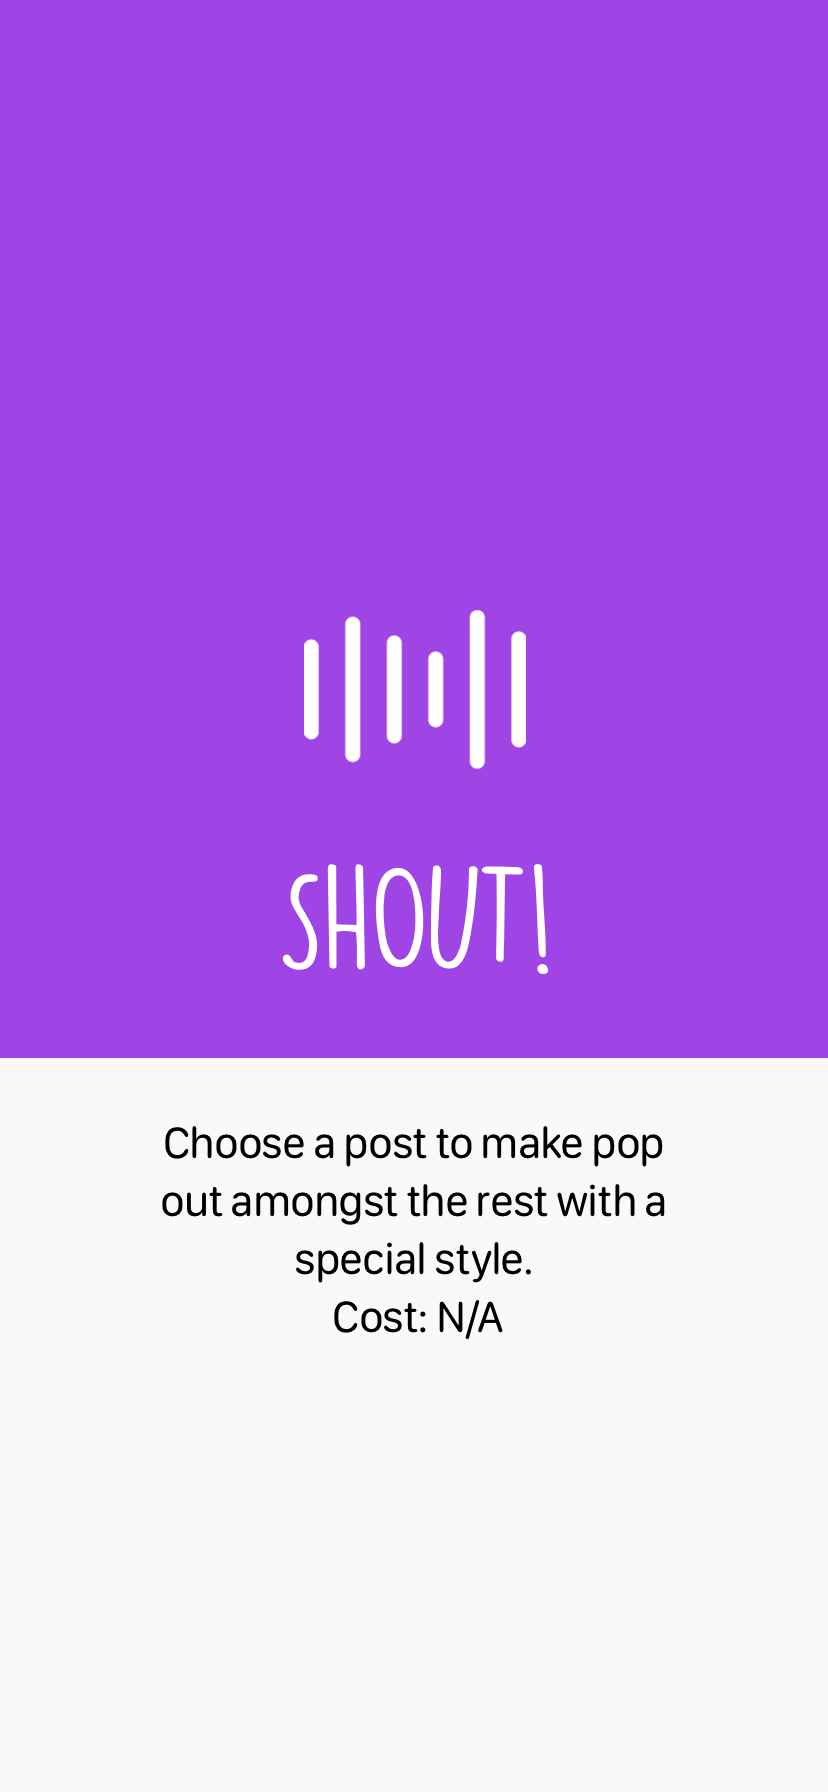 SHOUT!
Choose a post to make pop
out amongst the rest with a
special style.
Cost: N/A